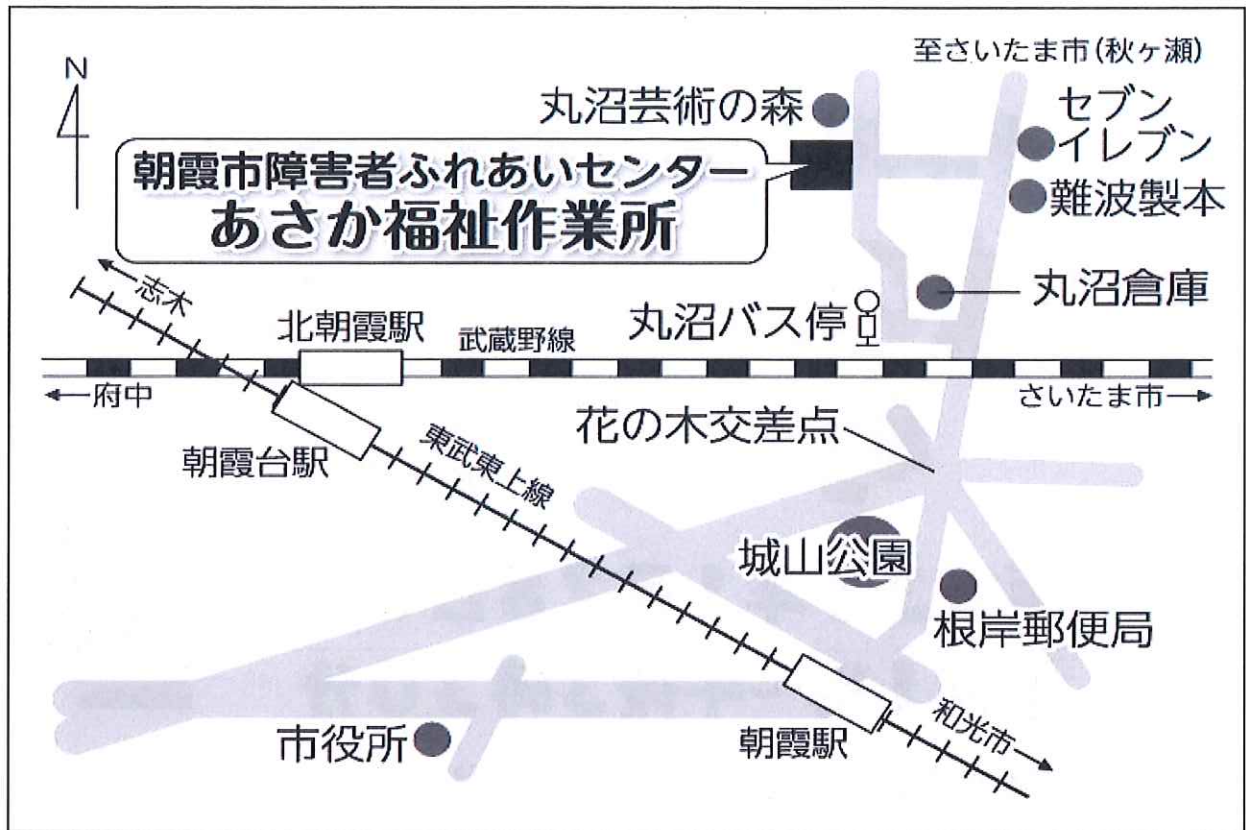 N
至さいたま市(秋ヶ瀬)
丸沼芸術の森
セブン
イレブン
朝霞市障害者ふれあいセンター
あさか福祉作業所
難波製本
←志木
丸沼バス停
丸沼倉庫
北朝霞駅
武蔵野線
←府中
さいたま市→
朝霞台駅
東武東上線
花の木交差点
城山公園
根岸郵便局
市役所
朝霞駅
和光市→